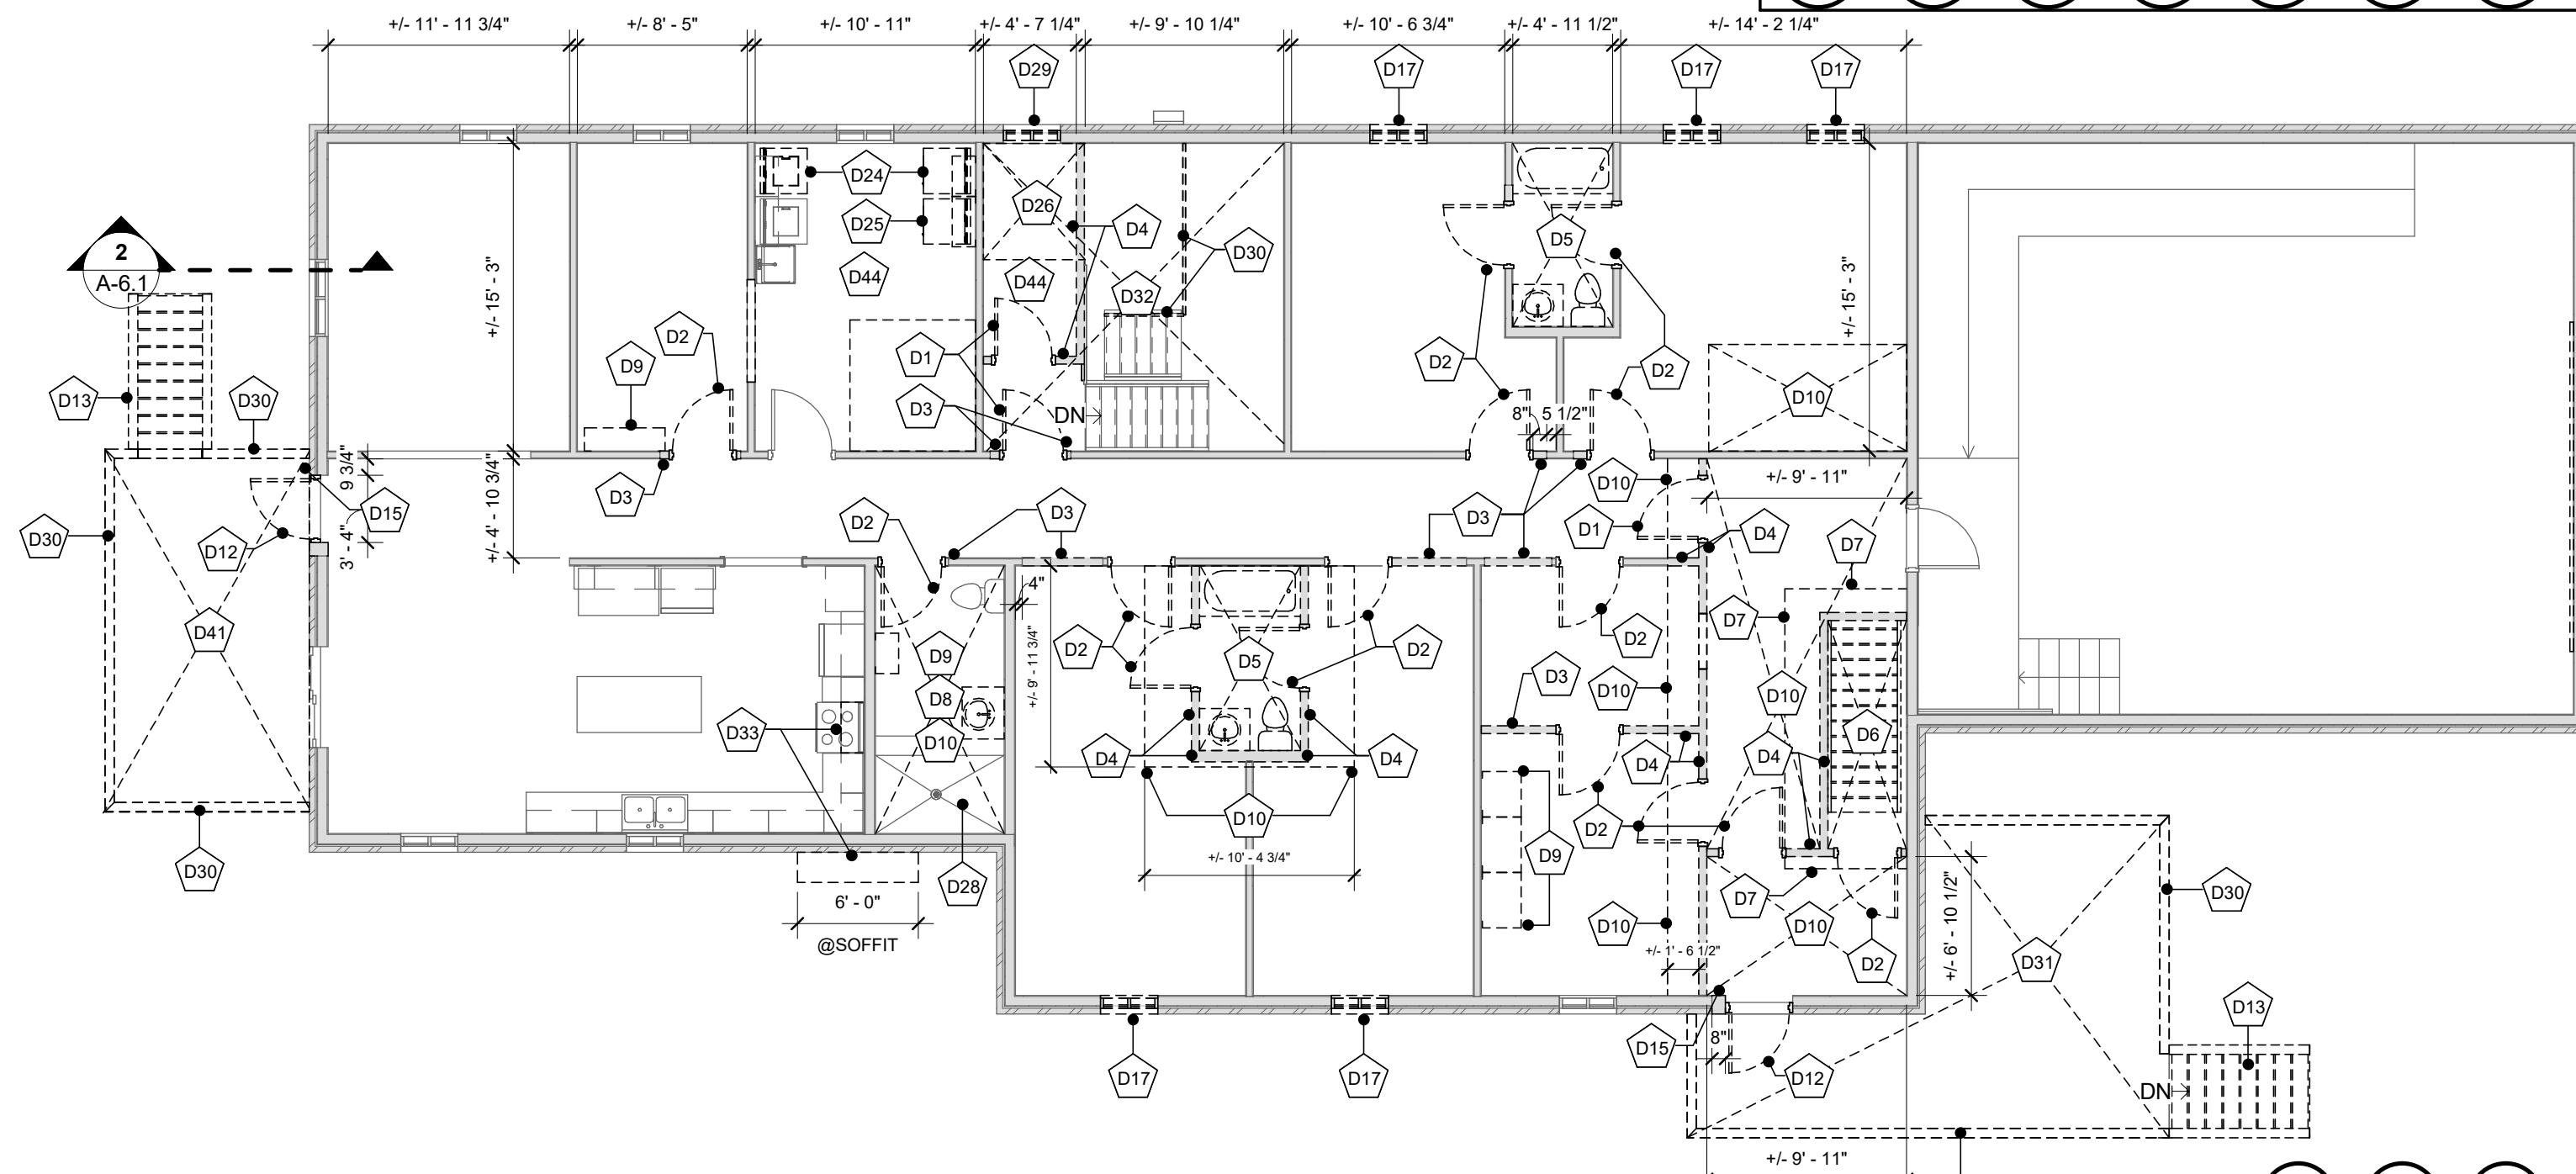 +/- 11' - 11 3/4" +/- 8' - 5" +/- 10' - 11" +/- 4' - 7 1/4" +/- 9' - 10 1/4" +/- 10' - 6 3/4" +/- 4' - 11 1/2" +/- 14' - 2 1/4"
D29 D17 D17 D17
D24
D26
D25 D4
D5
2 D30
A-6.1 D44 D44 D32
+/- 15' - 3" +/- 15' - 3"
D2
D9 D1 D2 D2
D13 D30 D10
D3 DN 8" 5 1/2"
9 3/4"
+/- 9' - 11"
D3 D10
D15 D2 D3 D3 D1 D4
D30 D12 3' - 4" +/- 4' - 10 3/4" D7
4"
D41 D7
D2 D2 D2
D9 +/- 9' - 11 3/4" D5
D8 D3 D10 D10
D33 D10 D4 D4 D4 D4 D6
D10 D2
D30 D28 D9
+/- 10' - 4 3/4"
6' - 0" D7 D30
@SOFFIT D10 D10
+/- 1' - 6 1/2" +/- 6' - 10 1/2"
D2 D31
D13
D15 8"
D17 D17 D12
DN
+/- 9' - 11"